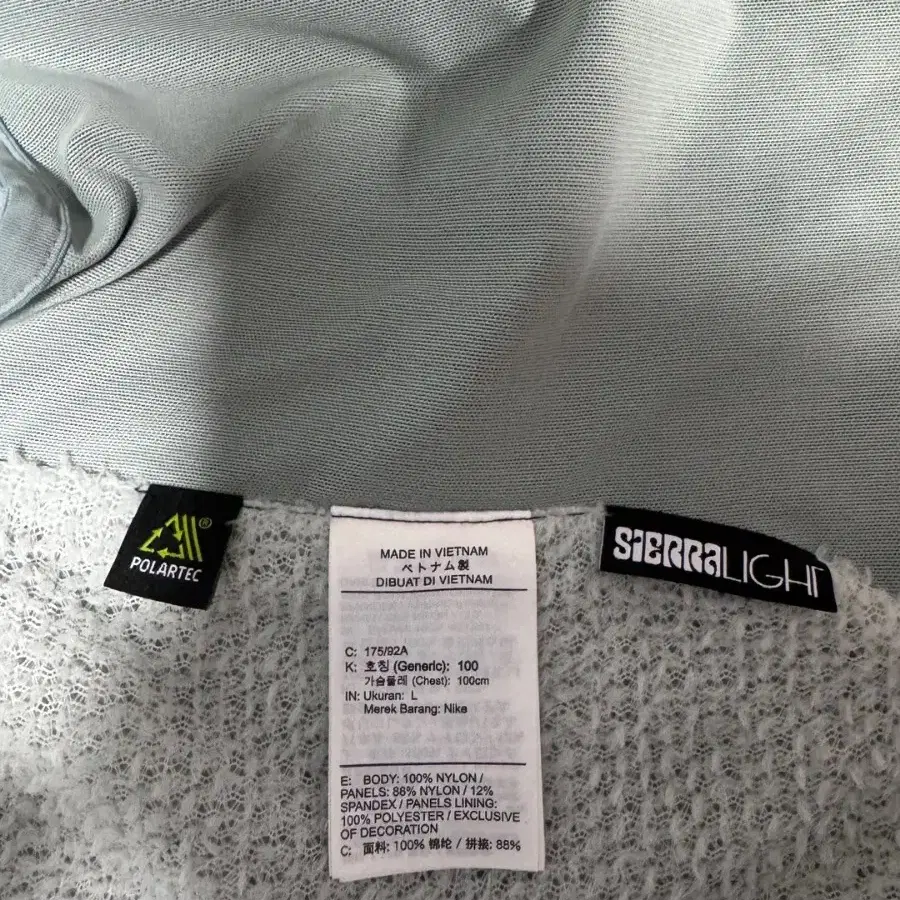 POLARTEC®
MADE IN VIETNAM
ベトナム製
DIBUAT DI VIETNAM
SIERRALIGHT
C: 175/92A
K: 호칭 (Generic): 100
가슴둘레 (Chest): 100cm
IN: Ukuran: L
Merek Barang: Nike
E: BODY: 100% NYLON /
PANELS: 88% NYLON / 12%
SPANDEX / PANELS LINING:
100% POLYESTER / EXCLUSIVE
OF DECORATION
C: 面料: 100% 锦纶 / 拼接: 88%